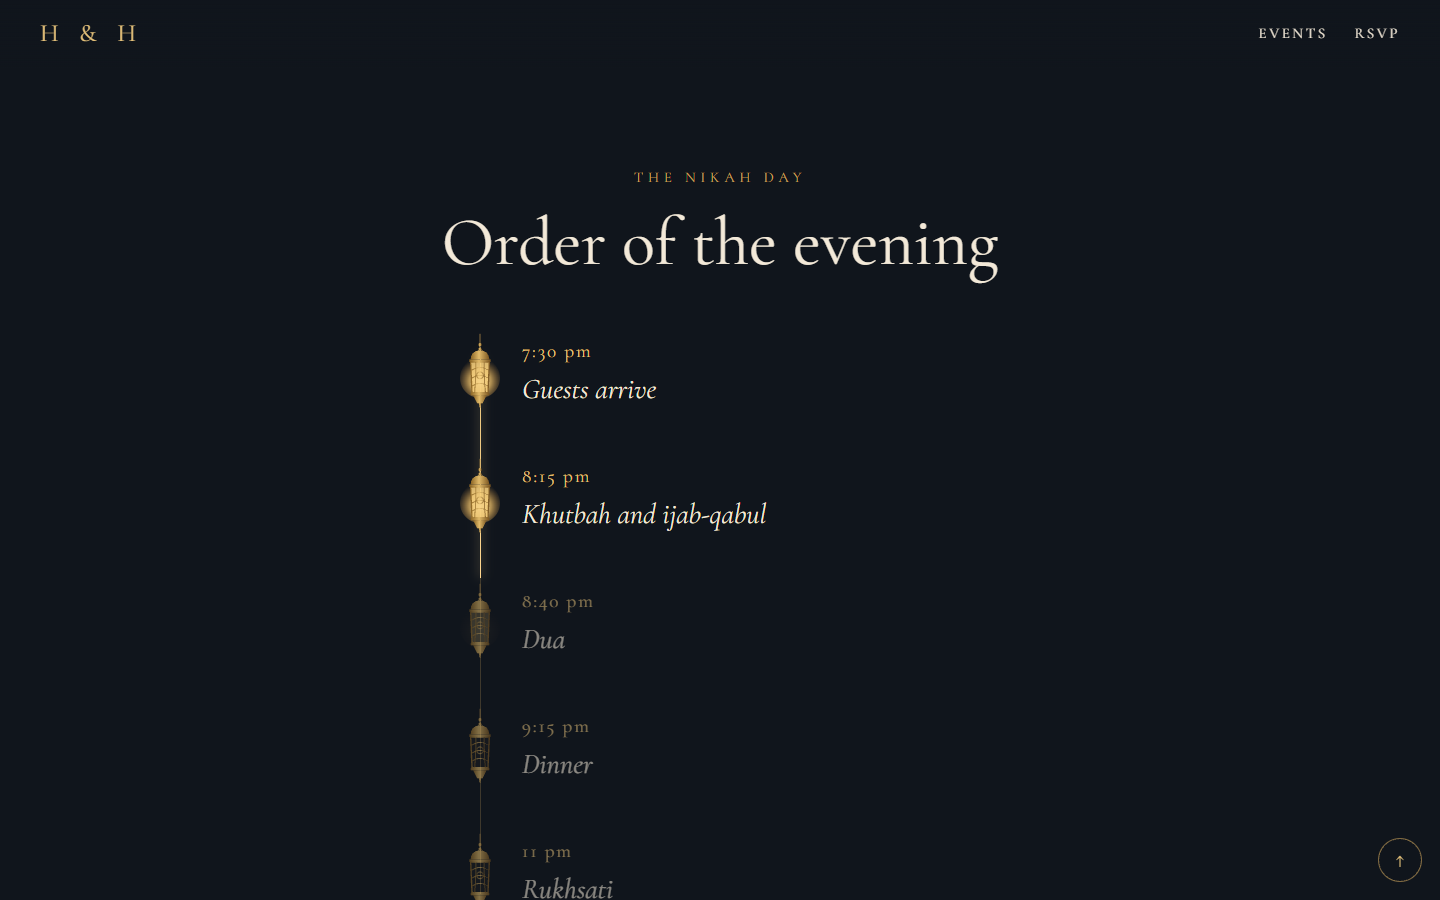 H & H
EVENTS RSVP
THE NIKAH DAY
Order of the evening
7:30 pm
Guests arrive
8:15 pm
Khutbah and ijab-qabul
8:40 pm
Dua
9:15 pm
Dinner
11 pm
Rukhsati
↑